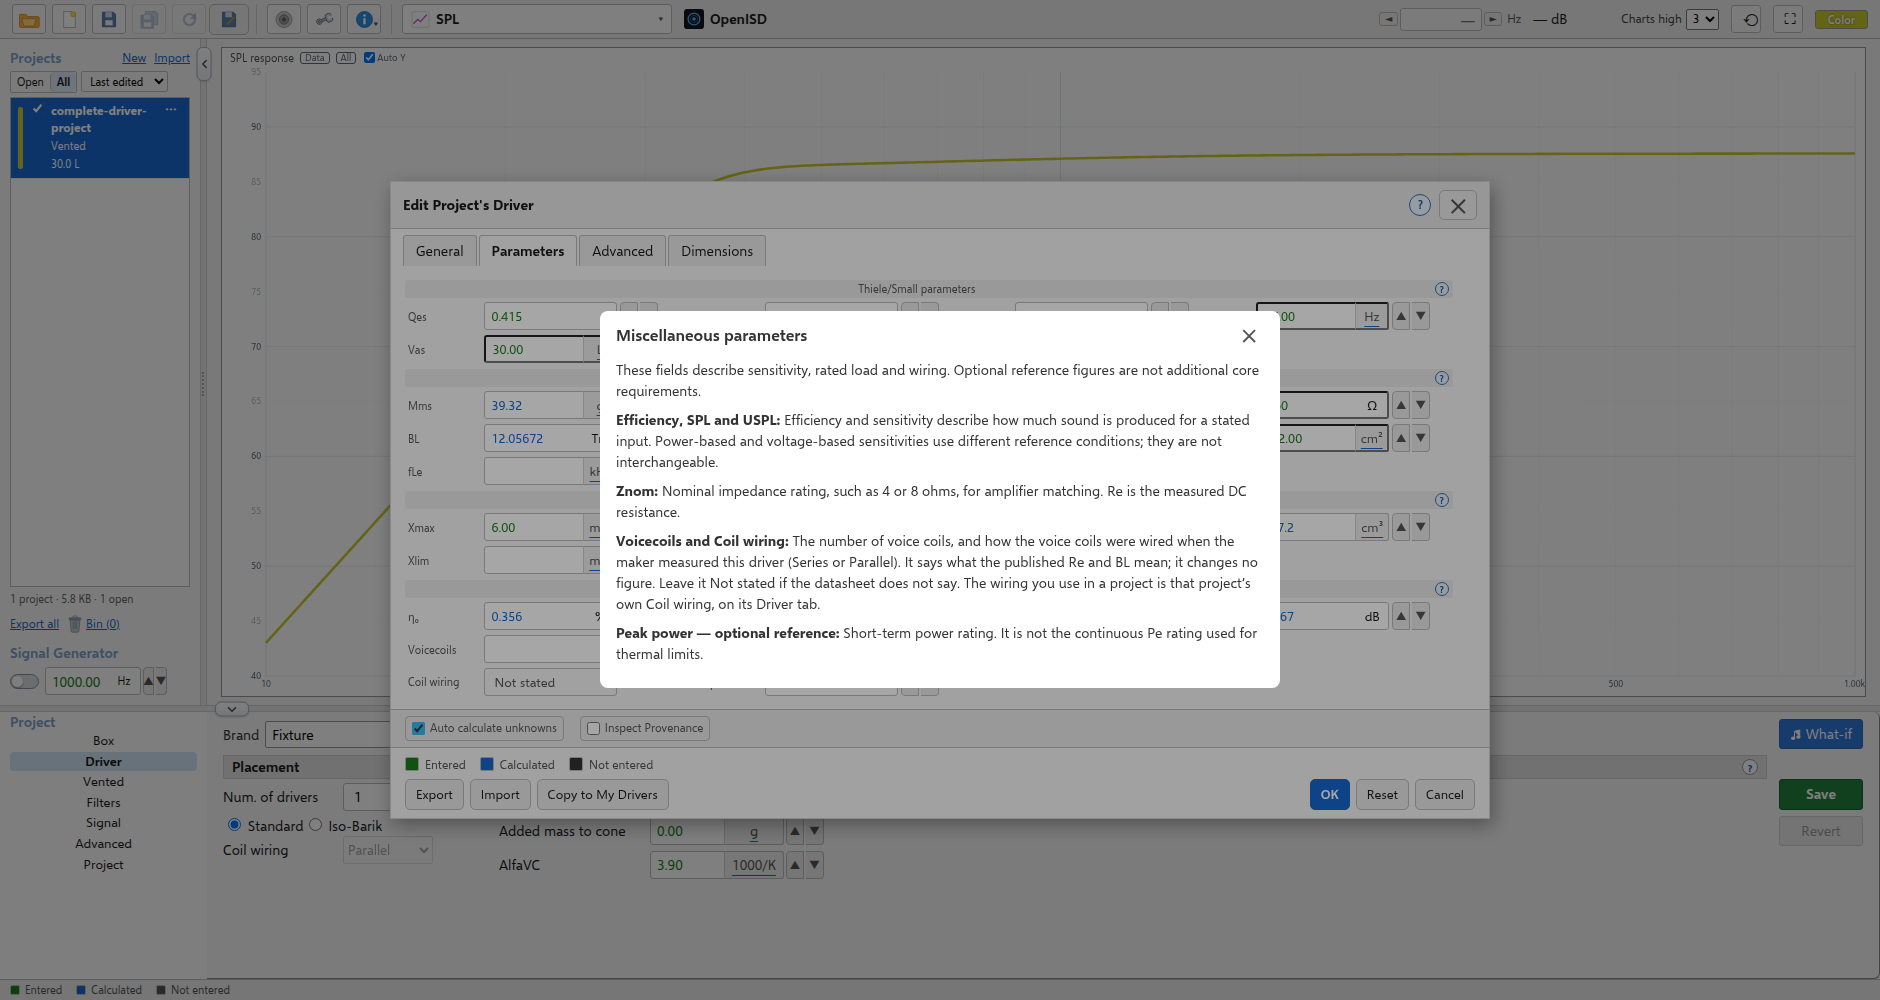 SPL
OpenISD
Hz
— dB
Charts high
3
Color
Projects
New
Import
Open
All
Last edited
complete-driver-project
Vented
30.0 L
1 project · 5.8 KB · 1 open
Export all
Bin (0)
Signal Generator
1000.00
Hz
SPL response
Data
All
Auto Y
95
90
85
80
75
70
65
60
55
50
45
40
10
500
1.00k
Edit Project's Driver
?
General
Parameters
Advanced
Dimensions
Thiele/Small parameters
?
Qes
0.415
Hz
Vas
30.00
?
Mms
39.32
Ω
BL
12.05672
cm²
fLe
?
Xmax
6.00
cm³
Xlim
?
η₀
0.356
dB
Voicecoils
Coil wiring
Not stated
Miscellaneous parameters
These fields describe sensitivity, rated load and wiring. Optional reference figures are not additional core
requirements.
Efficiency, SPL and USPL: Efficiency and sensitivity describe how much sound is produced for a stated
input. Power-based and voltage-based sensitivities use different reference conditions; they are not
interchangeable.
Znom: Nominal impedance rating, such as 4 or 8 ohms, for amplifier matching. Re is the measured DC
resistance.
Voicecoils and Coil wiring: The number of voice coils, and how the voice coils were wired when the
maker measured this driver (Series or Parallel). It says what the published Re and BL mean; it changes no
figure. Leave it Not stated if the datasheet does not say. The wiring you use in a project is that project’s
own Coil wiring, on its Driver tab.
Peak power — optional reference: Short-term power rating. It is not the continuous Pe rating used for
thermal limits.
Auto calculate unknowns
Inspect Provenance
Entered
Calculated
Not entered
Export
Import
Copy to My Drivers
OK
Reset
Cancel
Project
Box
Driver
Vented
Filters
Signal
Advanced
Project
Brand
Fixture
Placement
?
Num. of drivers
1
Standard
Iso-Barik
Coil wiring
Parallel
Added mass to cone
0.00
g
AlfaVC
3.90
1000/K
What-if
Save
Revert
Entered
Calculated
Not entered